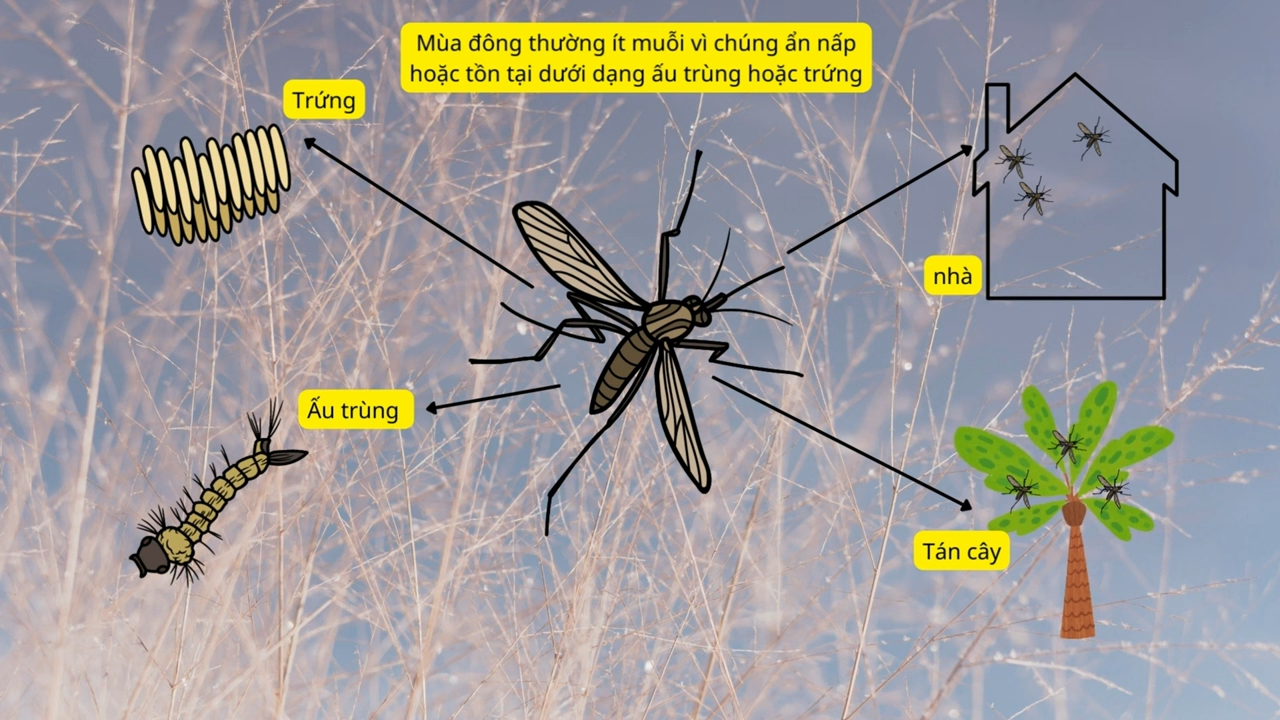 Mùa đông thường ít muỗi vì chúng ẩn nấp
hoặc tồn tại dưới dạng ấu trùng hoặc trứng
Trứng
nhà
Ấu trùng
Tán cây